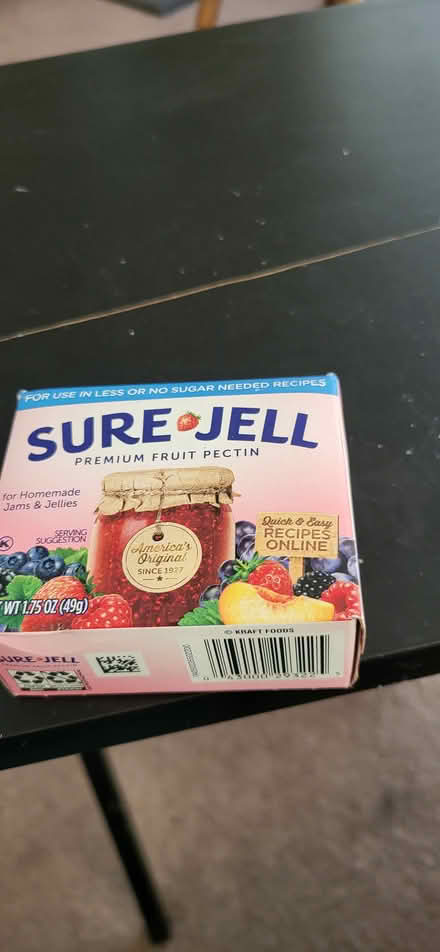 FOR USE IN LESS OR NO SUGAR NEEDED RECIPES
SURE JELL
PREMIUM FRUIT PECTIN
for Homemade
Jams & Jellies
SERVING
SUGGESTION
America's
Original
SINCE 1927
Quick & Easy
RECIPES
ONLINE
WT 1.75 OZ (49g)
© KRAFT FOODS
SURE JELL